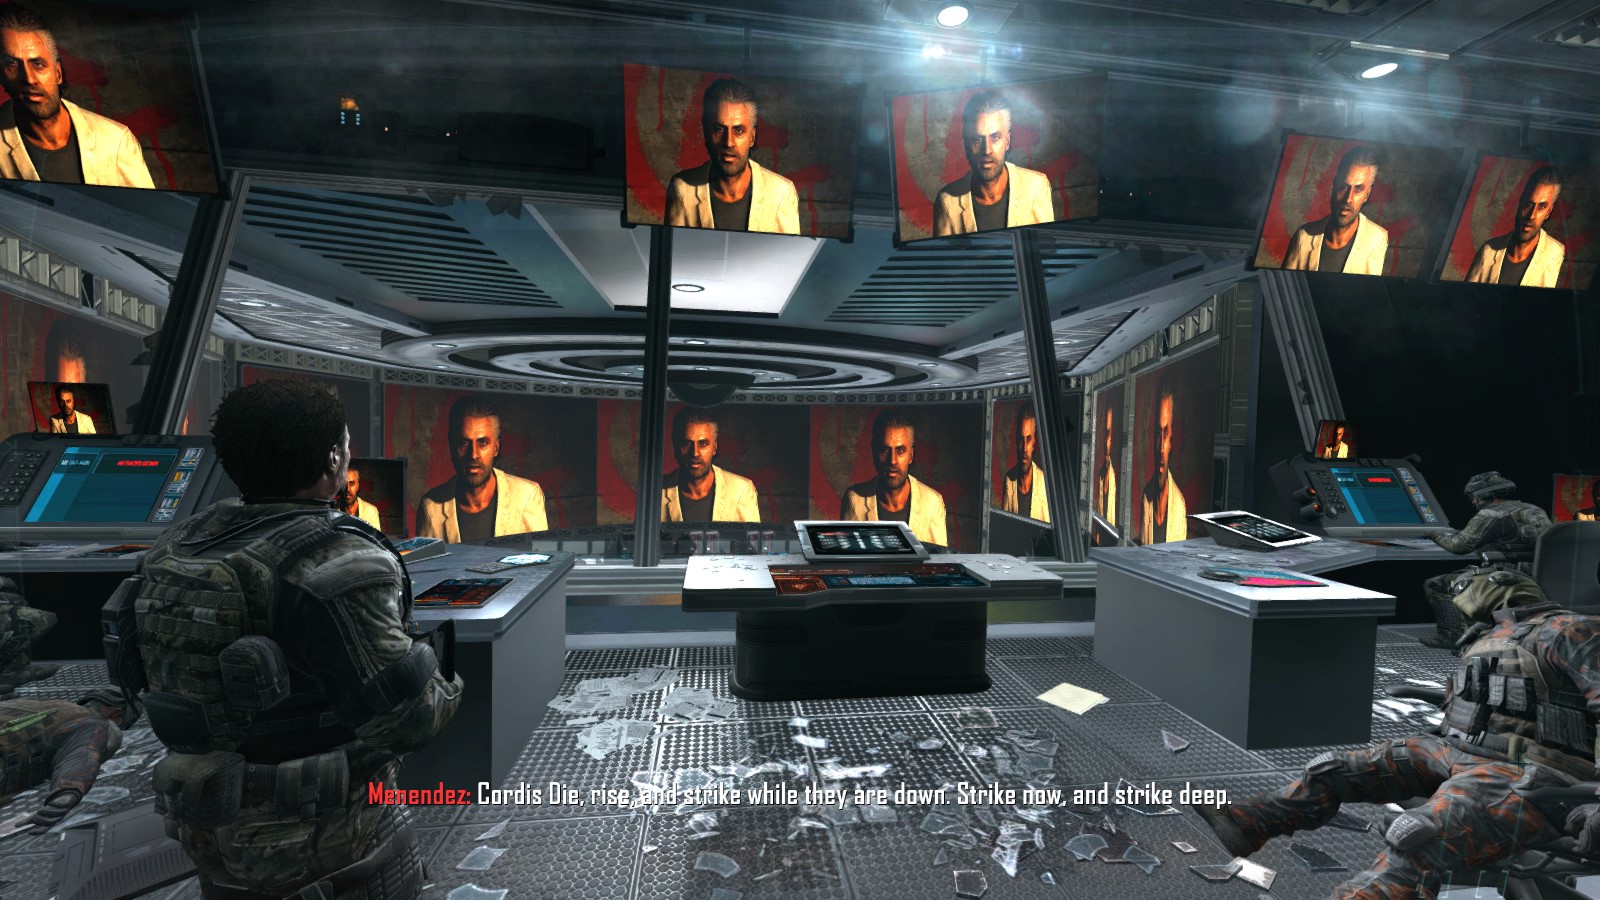 Menendez: Cordis Die, rise, and strike while they are down. Strike now, and strike deep.